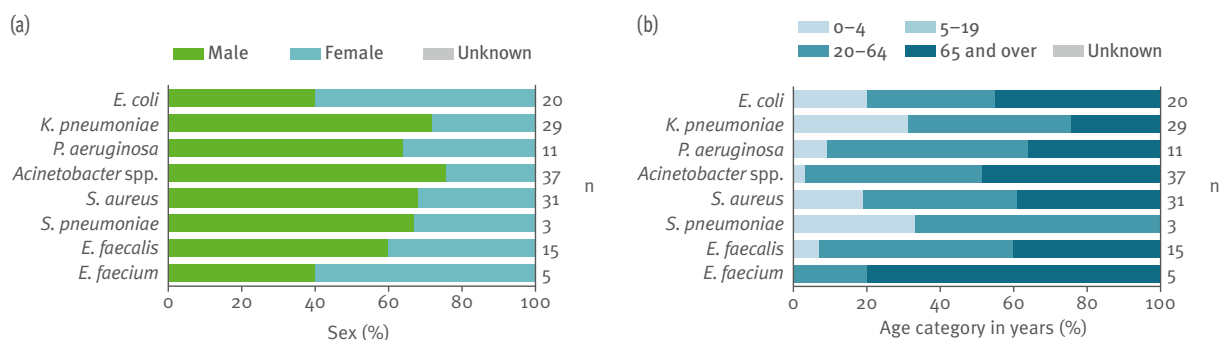 (a)
Male Female Unknown
E. coli 20
K. pneumoniae 29
P. aeruginosa 11
Acinetobacter spp. 37
S. aureus 31
S. pneumoniae 3
E. faecalis 15
E. faecium 5
n
0 20 40 60 80 100
Sex (%)
(b)
0–4 5–19
20–64 65 and over Unknown
E. coli 20
K. pneumoniae 29
P. aeruginosa 11
Acinetobacter spp. 37
S. aureus 31
S. pneumoniae 3
E. faecalis 15
E. faecium 5
n
0 20 40 60 80 100
Age category in years (%)